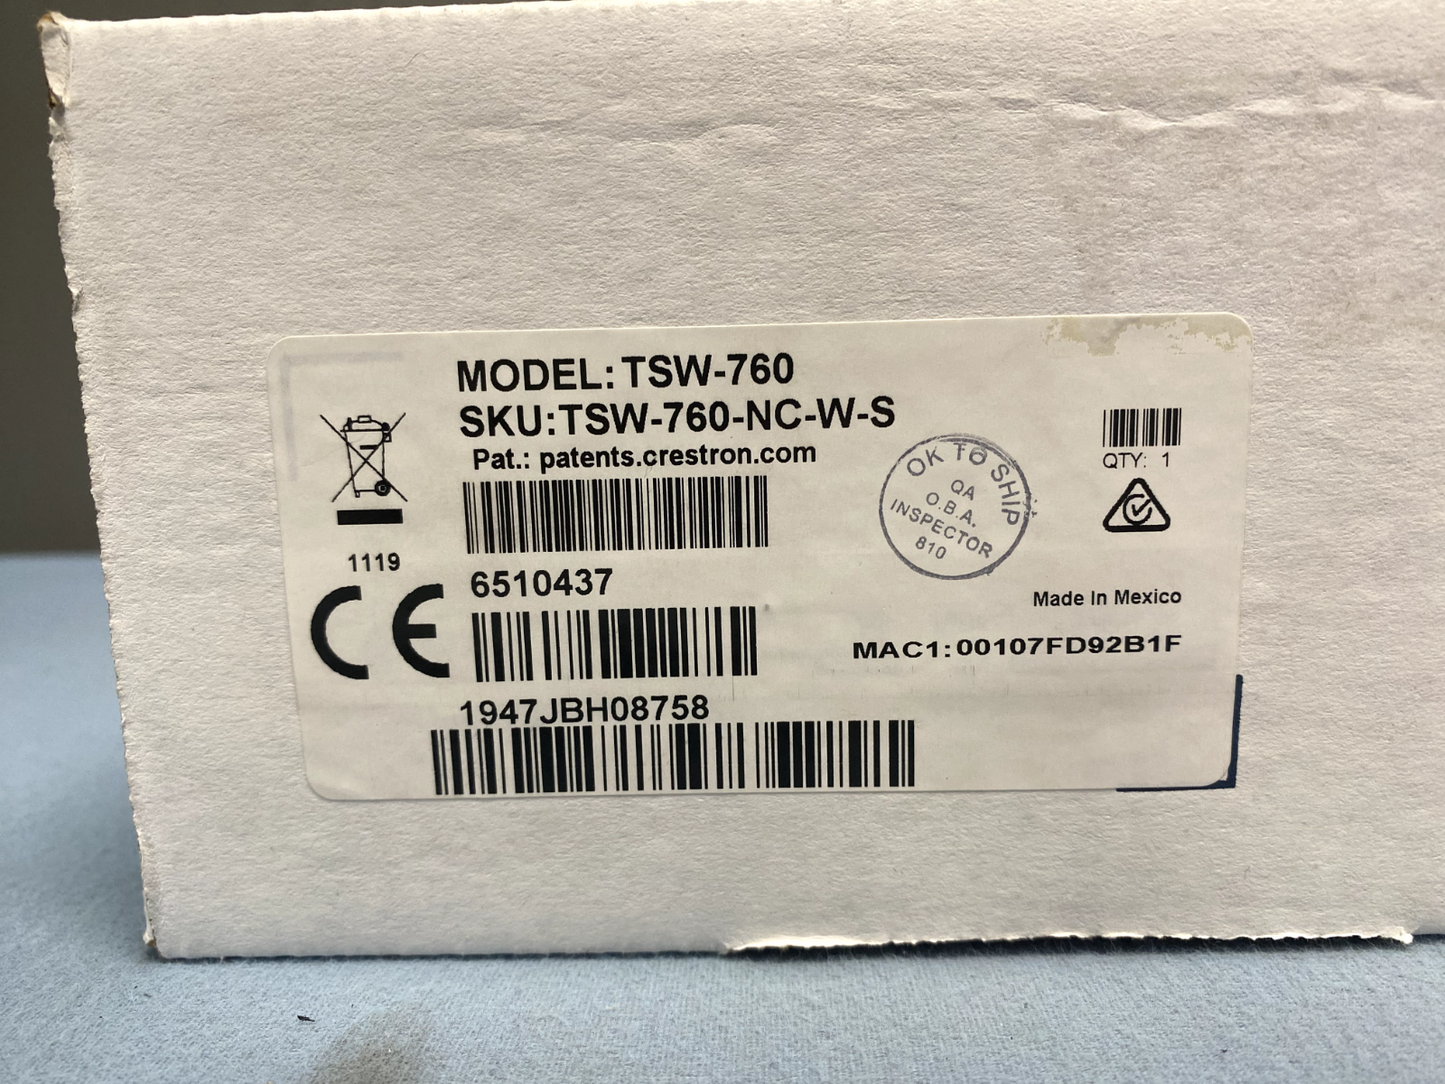 MODEL: TSW-760
SKU:TSW-760-NC-W-S
Pat.: patents.crestron.com
6510437
1947JBH08758
1119
CE
OK TO SHIP
QA
O.B.A.
INSPECTOR
810
QTY: 1
Made In Mexico
MAC1:00107FD92B1F